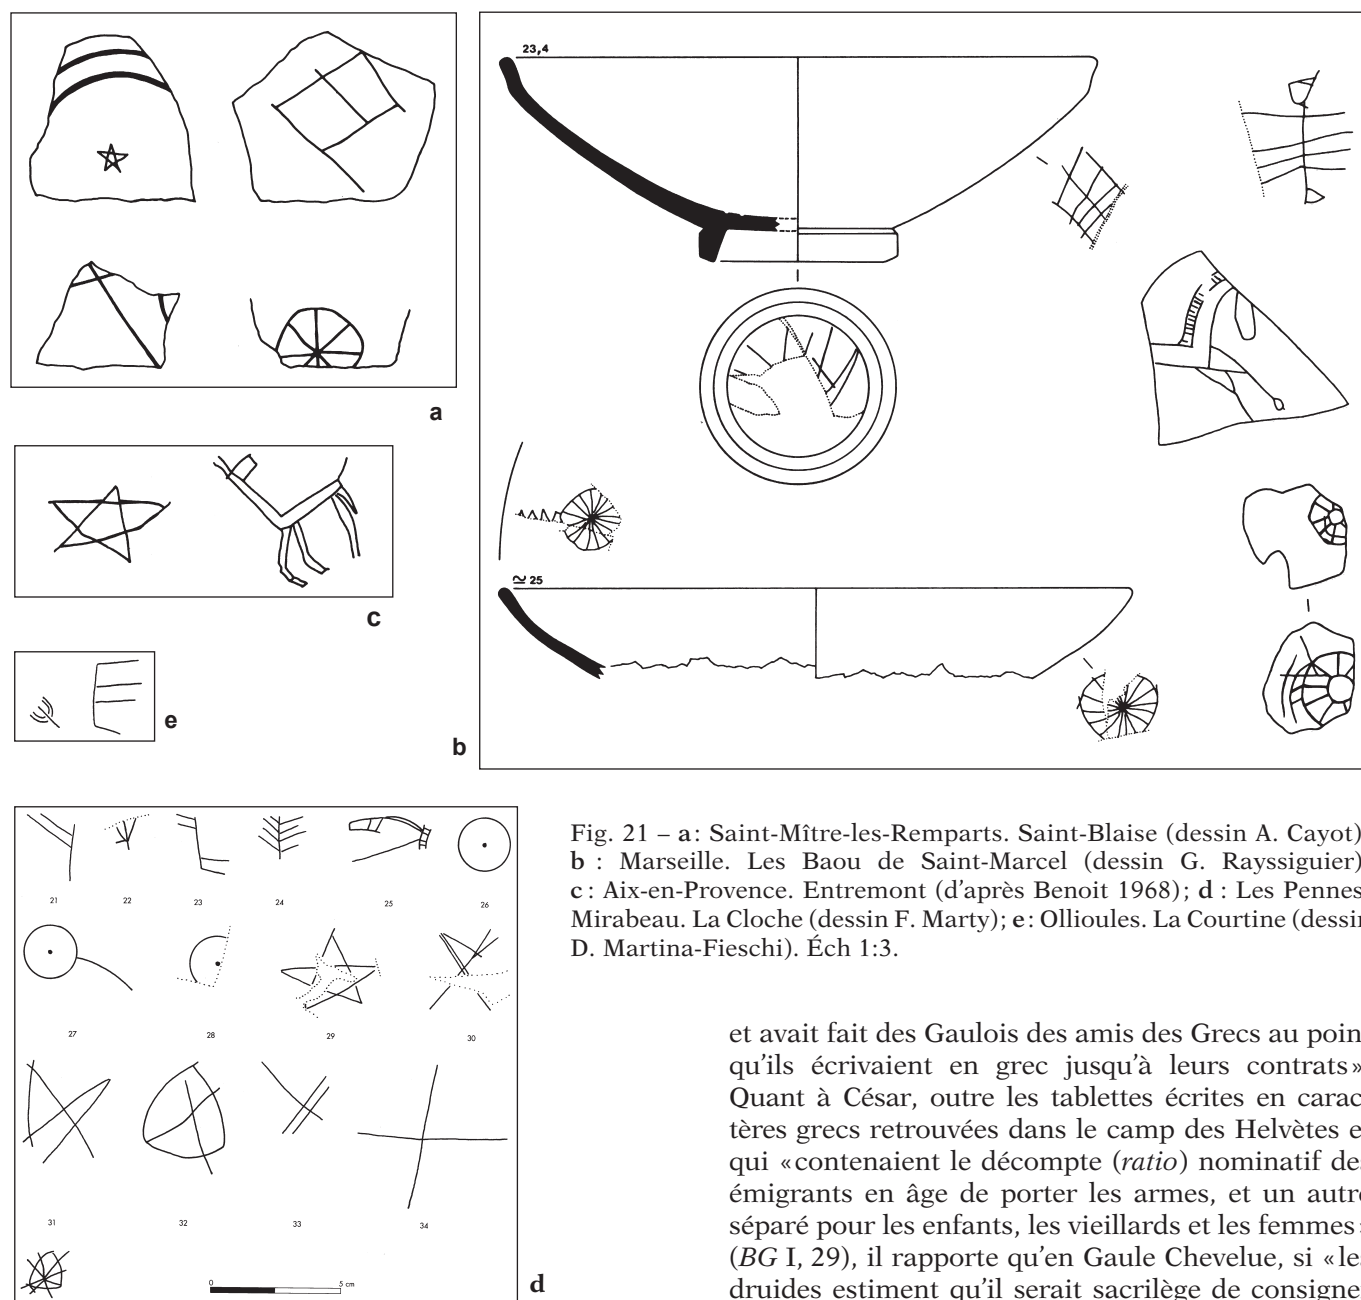 23,4
a
c
e
≃ 25
b
21 22 23 24 25 26
27 28 29 30
31 32 33 34
0 5 cm
d
Fig. 21 – a : Saint-Mître-les-Remparts. Saint-Blaise (dessin A. Cayot)
b : Marseille. Les Baou de Saint-Marcel (dessin G. Rayssiguier)
c : Aix-en-Provence. Entremont (d'après Benoit 1968) ; d : Les Pennes
Mirabeau. La Cloche (dessin F. Marty) ; e : Ollioules. La Courtine (dessin
D. Martina-Fieschi). Éch 1:3.
et avait fait des Gaulois des amis des Grecs au poin
qu'ils écrivaient en grec jusqu'à leurs contrats»
Quant à César, outre les tablettes écrites en carac
tères grecs retrouvées dans le camp des Helvètes e
qui «contenaient le décompte (ratio) nominatif des
émigrants en âge de porter les armes, et un autre
séparé pour les enfants, les vieillards et les femmes»
(BG I, 29), il rapporte qu'en Gaule Chevelue, si «les
druides estiment qu'il serait sacrilège de consigne